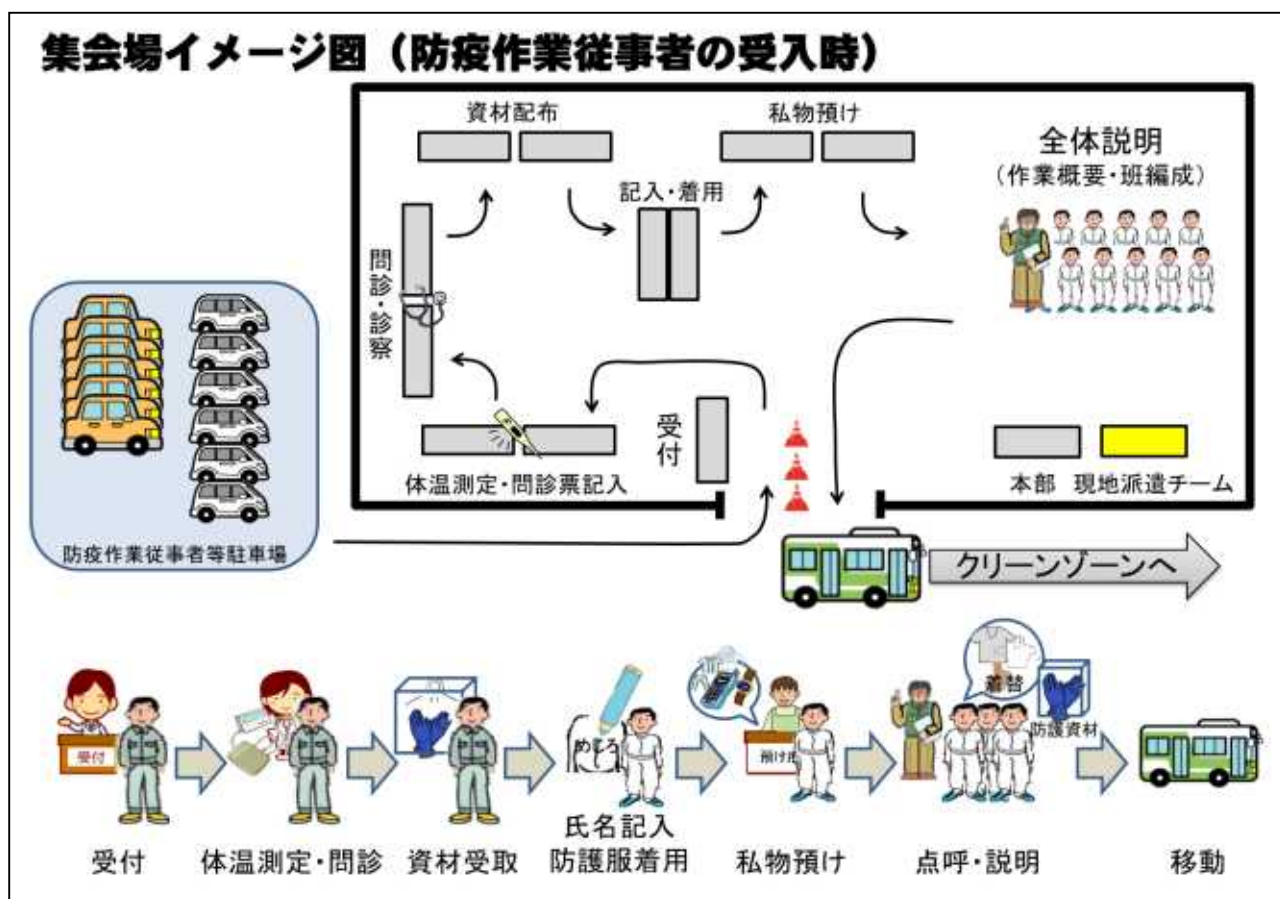 集会場イメージ図（防疫作業従事者の受入時）
資材配布
私物預け
全体説明
（作業概要・班編成）
記入・着用
問診・診察
受付
体温測定・問診票記入
本部
現地派遣チーム
防疫作業従事者等駐車場
クリーンゾーンへ
受付
預け
着替
防護資材
受付
体温測定・問診
資材受取
氏名記入
防護服着用
私物預け
点呼・説明
移動